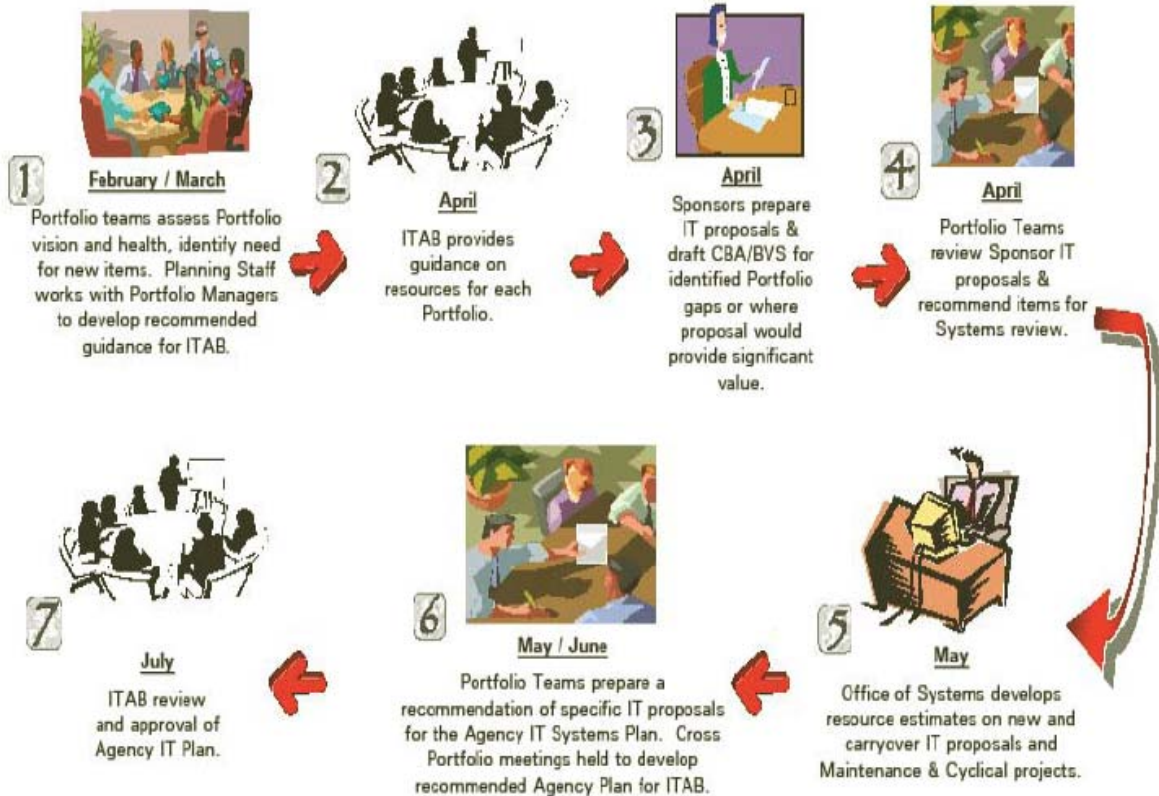 1
February / March
Portfolio teams assess Portfolio
vision and health, identify need
for new items. Planning Staff
works with Portfolio Managers
to develop recommended
guidance for ITAB.
2
April
ITAB provides
guidance on
resources for each
Portfolio.
3
April
Sponsors prepare
IT proposals &
draft CBA/BVS for
identified Portfolio
gaps or where
proposal would
provide significant
value.
4
April
Portfolio Teams
review Sponsor IT
proposals &
recommend items for
Systems review.
5
May
Office of Systems develops
resource estimates on new and
carryover IT proposals and
Maintenance & Cyclical projects.
6
May / June
Portfolio Teams prepare a
recommendation of specific IT proposals
for the Agency IT Systems Plan. Cross
Portfolio meetings held to develop
recommended Agency Plan for ITAB.
7
July
ITAB review
and approval of
Agency IT Plan.